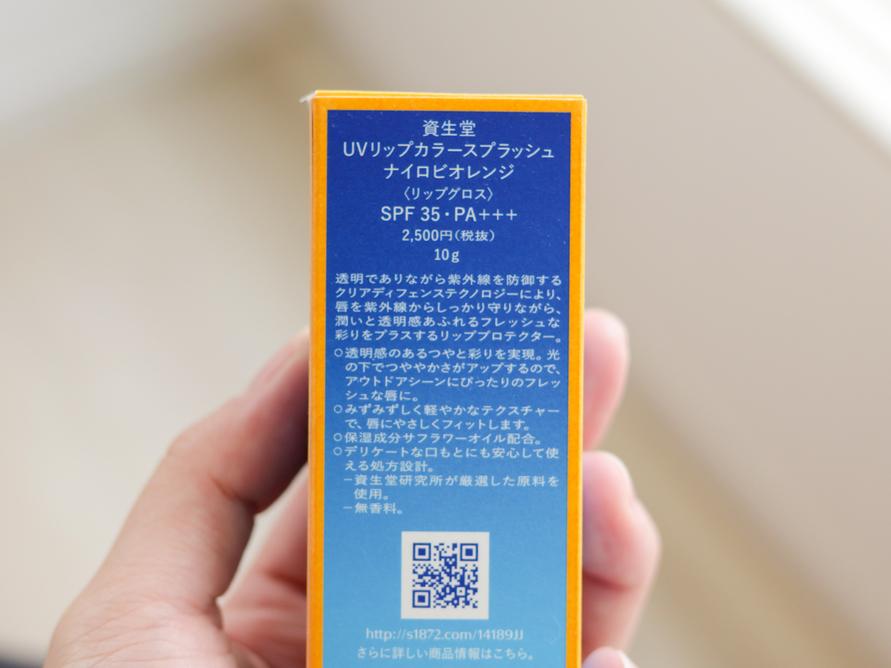 資生堂
UVリップカラースプラッシュ
ナイロビオレンジ
〈リップグロス〉
SPF 35・PA+++
2,500円(税抜)
10g
透明でありながら紫外線を防御する
クリアディフェンステクノロジーにより、
唇を紫外線からしっかり守りながら、
潤いと透明感あふれるフレッシュな
彩りをプラスするリッププロテクター。
○透明感のあるつやと彩りを実現。光
の下でつややかさがアップするので、
アウトドアシーンにぴったりのフレッ
シュな唇に。
○みずみずしく軽やかなテクスチャー
で、唇にやさしくフィットします。
○保湿成分サフラワーオイル配合。
○デリケートな口もとにも安心して使
える処方設計。
−資生堂研究所が厳選した原料を
使用。
−無香料。
http://s1872.com/14189JJ
さらに詳しい商品情報はこちら。